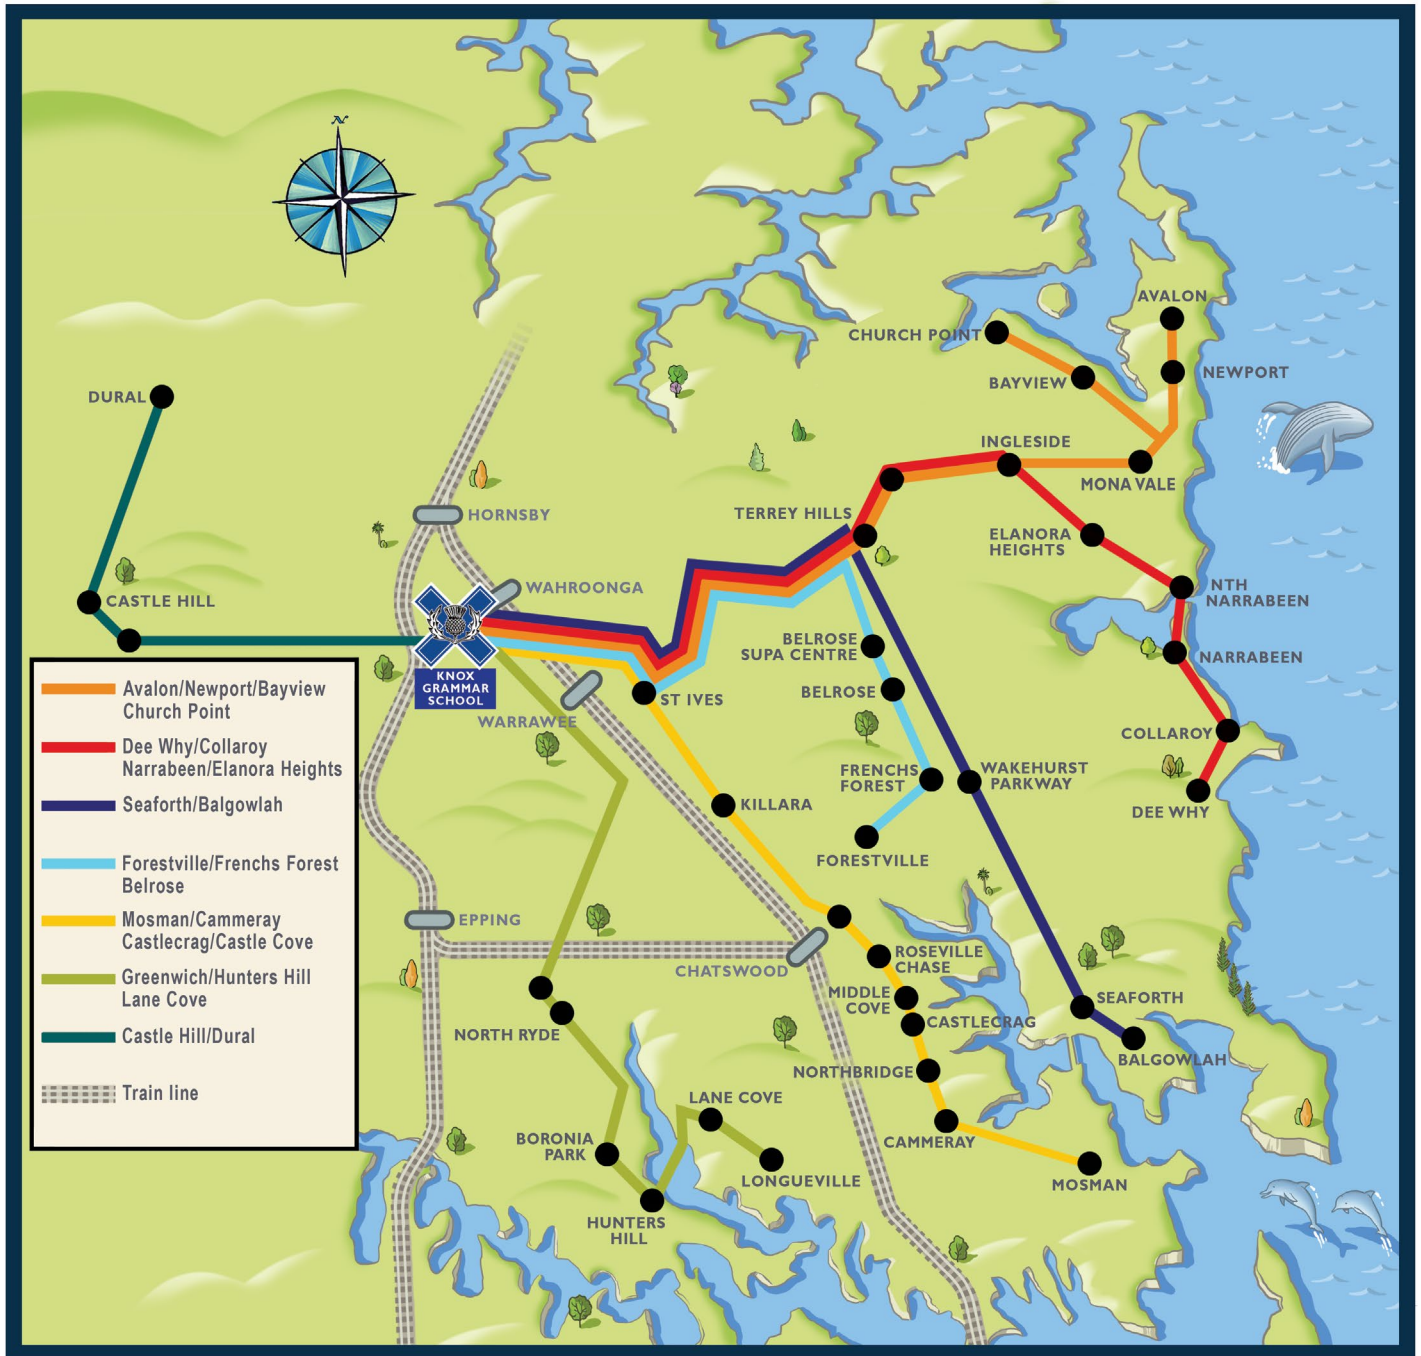 N
AVALON
CHURCH POINT
BAYVIEW
NEWPORT
DURAL
INGLESIDE
MONA VALE
HORNSBY
TERREY HILLS
ELANORA
HEIGHTS
WAHROONGA
NTH
NARRABEEN
CASTLE HILL
BELROSE
SUPA CENTRE
NARRABEEN
KNOX
GRAMMAR
SCHOOL
ST IVES
BELROSE
WARRAWEE
COLLAROY
FRENCHS
FOREST
WAKEHURST
PARKWAY
KILLARA
DEE WHY
FORESTVILLE
EPPING
ROSEVILLE
CHASE
CHATSWOOD
MIDDLE
COVE
SEAFORTH
CASTLECRAG
NORTH RYDE
BALGOWLAH
NORTHBRIDGE
LANE COVE
CAMMERAY
BORONIA
PARK
LONGUEVILLE
MOSMAN
HUNTERS
HILL
Avalon/Newport/Bayview
Church Point
Dee Why/Collaroy
Narrabeen/Elanora Heights
Seaforth/Balgowlah
Forestville/Frenchs Forest
Belrose
Mosman/Cammeray
Castlecrag/Castle Cove
Greenwich/Hunters Hill
Lane Cove
Castle Hill/Dural
Train line